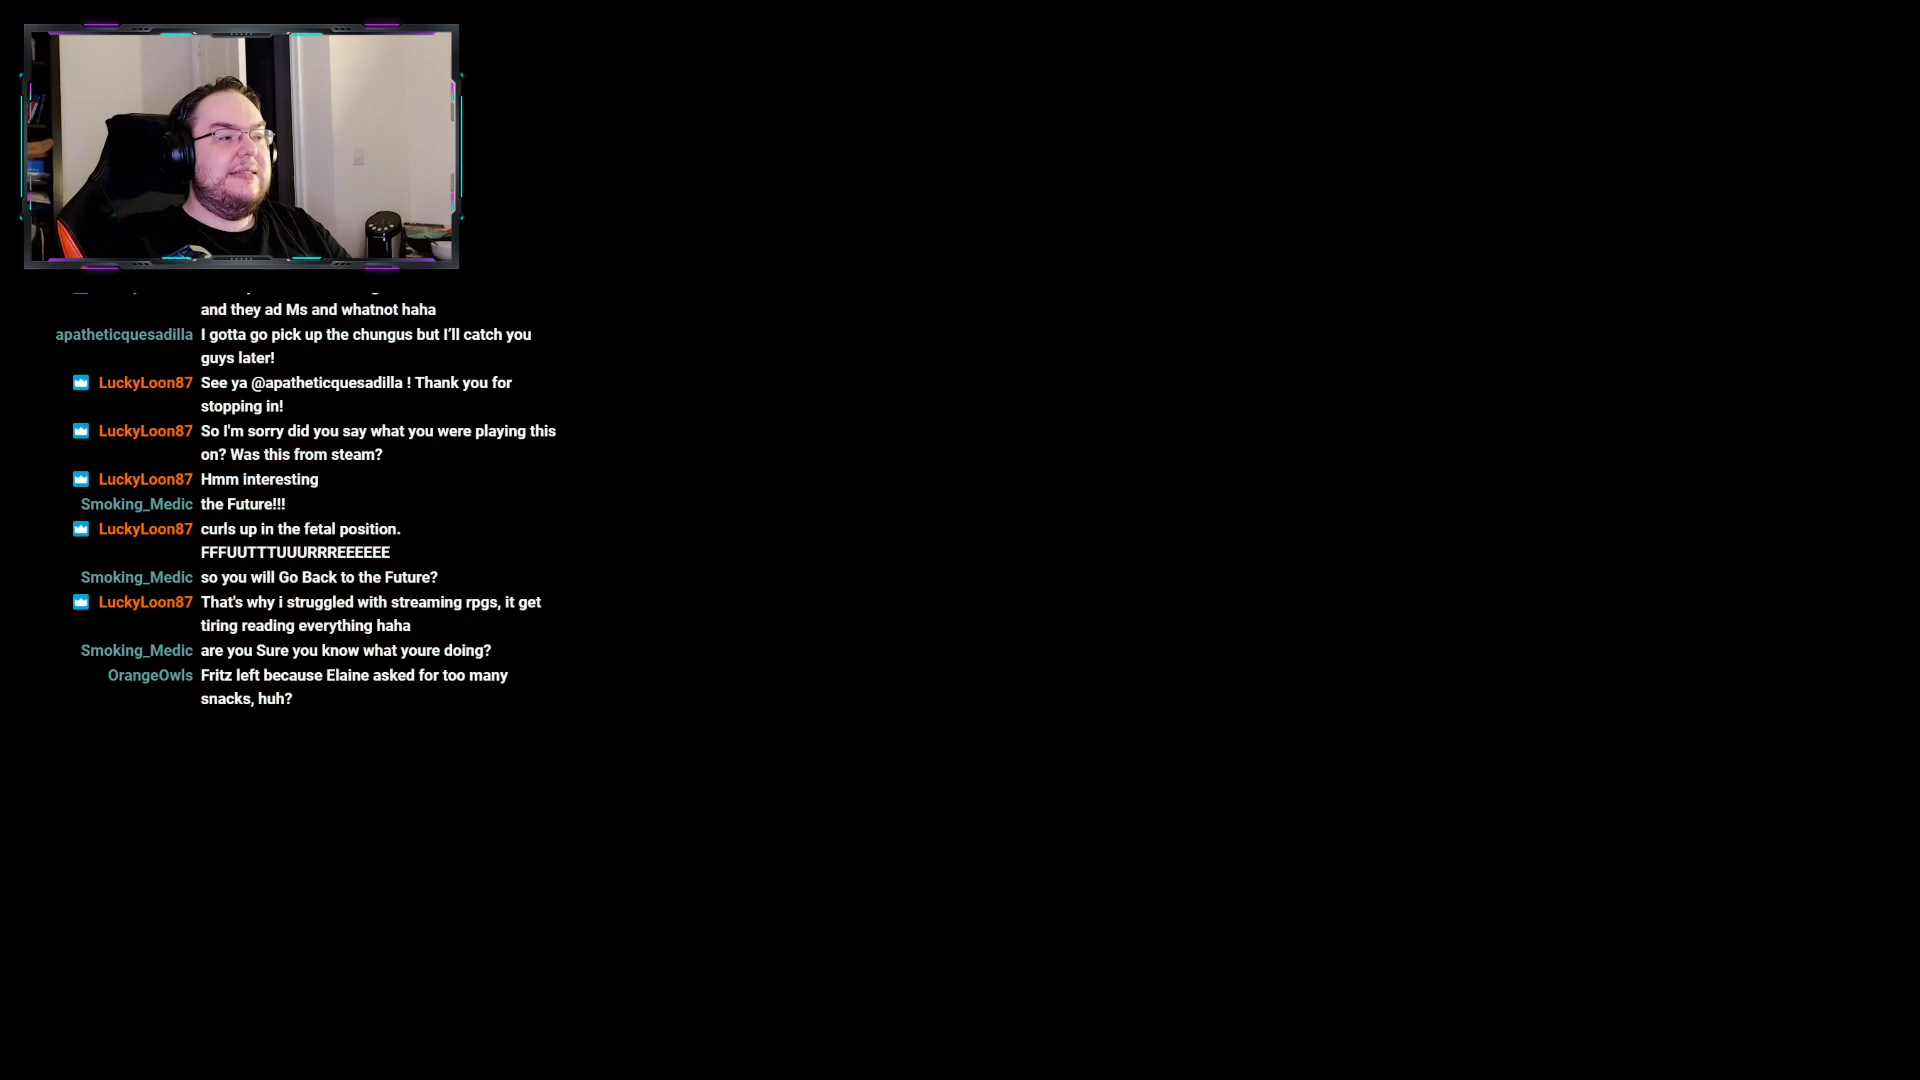 and they ad Ms and whatnot haha
apatheticquesadilla I gotta go pick up the chungus but I’ll catch you
guys later!
LuckyLoon87 See ya @apatheticquesadilla ! Thank you for
stopping in!
LuckyLoon87 So I'm sorry did you say what you were playing this
on? Was this from steam?
LuckyLoon87 Hmm interesting
Smoking_Medic the Future!!!
LuckyLoon87 curls up in the fetal position.
FFFUUTTTUUURRREEEEEE
Smoking_Medic so you will Go Back to the Future?
LuckyLoon87 That's why i struggled with streaming rpgs, it get
tiring reading everything haha
Smoking_Medic are you Sure you know what youre doing?
OrangeOwls Fritz left because Elaine asked for too many
snacks, huh?